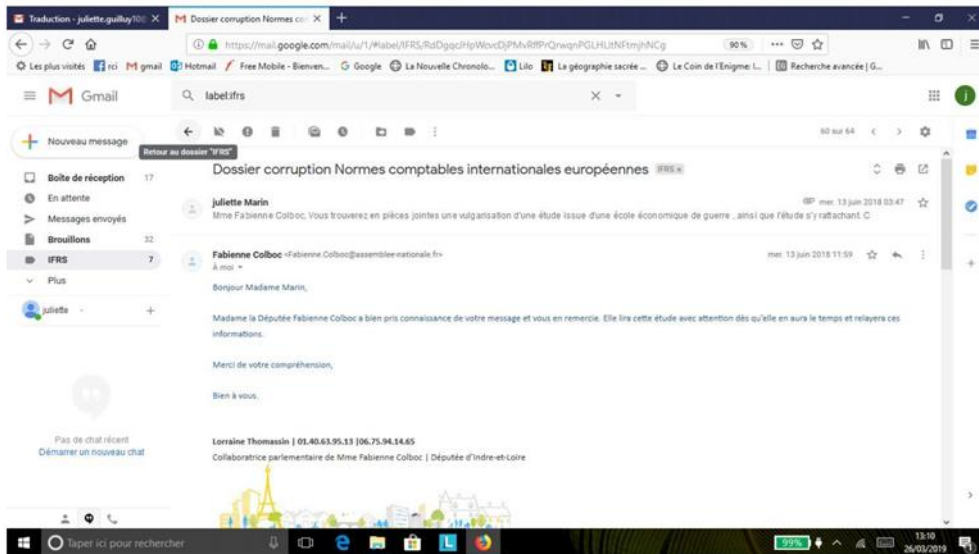 Traduction - juliette.guilluy10
Dossier corruption Normes con
https://mail.google.com/mail/u/1/#label/IFRS/
90 %
Les plus visités
rci
gmail
Hotmail
Free Mobile - Bienven...
Google
La Nouvelle Chronolo...
Lilo
La géographie sacrée ...
Le Coin de l'Enigme: L...
Recherche avancée | G...
Gmail
label:ifrs
j
Nouveau message
60 sur 64
Retour au dossier "IFRS"
Boîte de réception 17
En attente
Messages envoyés
Brouillons 32
IFRS 7
Plus
juliette
Dossier corruption Normes comptables internationales européennes IFRS x
juliette Marin
mer. 13 juin 2018 03:47
Mme Fabienne Colboc, Vous trouverez en pièces jointes une vulgarisation d'une étude issue d'une école économique de guerre , ainsi que l'étude s'y rattachant. C
Fabienne Colboc <Fabienne.Colboc@assemblee-nationale.fr>
mer. 13 juin 2018 11:59
À moi
Bonjour Madame Marin,
Madame la Députée Fabienne Colboc a bien pris connaissance de votre message et vous en remercie. Elle lira cette étude avec attention dès qu'elle en aura le temps et relayera ces
informations.
Merci de votre compréhension,
Bien à vous.
Lorraine Thomassin | 01.40.63.95.13 |06.75.94.14.65
Collaboratrice parlementaire de Mme Fabienne Colboc | Députée d'Indre-et-Loire
Pas de chat récent
Démarrer un nouveau chat
Taper ici pour rechercher
99%
13:10
26/03/2019